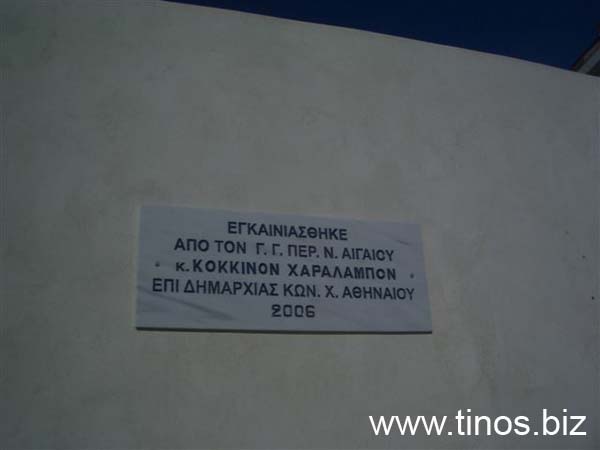 ΕΓΚΑΙΝΙΑΣΘΗΚΕ
ΑΠΟ ΤΟΝ Γ. Γ. ΠΕΡ. Ν. ΑΙΓΑΙΟΥ
κ. ΚΟΚΚΙΝΟΝ ΧΑΡΑΛΑΜΠΟΝ
ΕΠΙ ΔΗΜΑΡΧΙΑΣ ΚΩΝ. Χ. ΑΘΗΝΑΙΟΥ
2006
www.tinos.biz